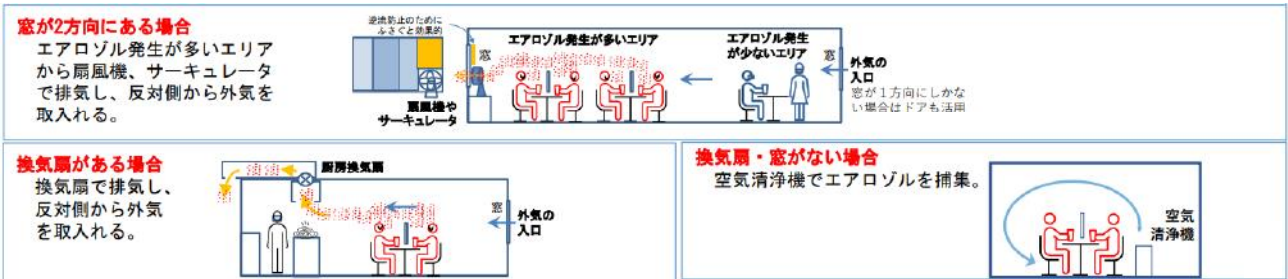 窓が2方向にある場合
エアロゾル発生が多いエリア
から扇風機、サーキュレータ
で排気し、反対側から外気を
取入れる。
逆流防止のために
ふさぐと効果的
窓
エアロゾル発生が多いエリア
エアロゾル発生
が少ないエリア
外気の
入口
窓が1方向にしかな
い場合はドアも活用
扇風機や
サーキュレータ
換気扇がある場合
換気扇で排気し、
反対側から外気
を取入れる。
厨房換気扇
窓
外気の
入口
換気扇・窓がない場合
空気清浄機でエアロゾルを捕集。
空気
清浄機